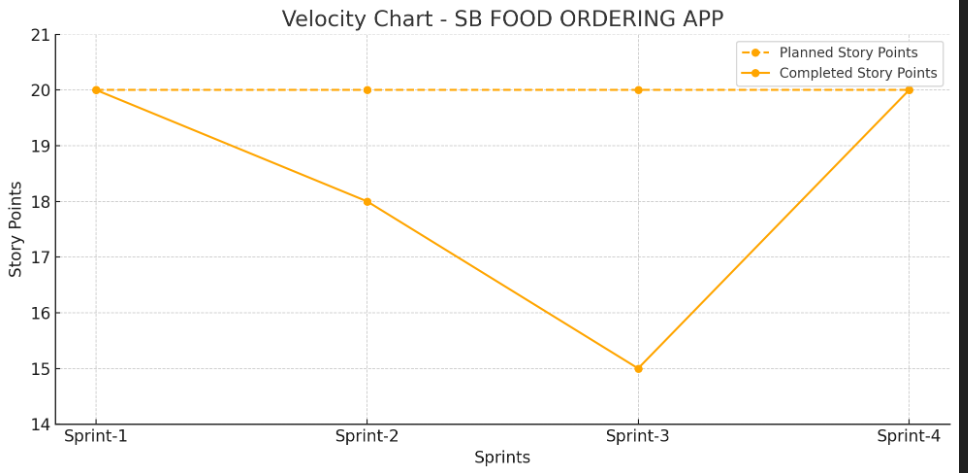 Velocity Chart - SB FOOD ORDERING APP
Planned Story Points
Completed Story Points
Story Points
21
20
19
18
17
16
15
14
Sprint-1 Sprint-2 Sprint-3 Sprint-4
Sprints